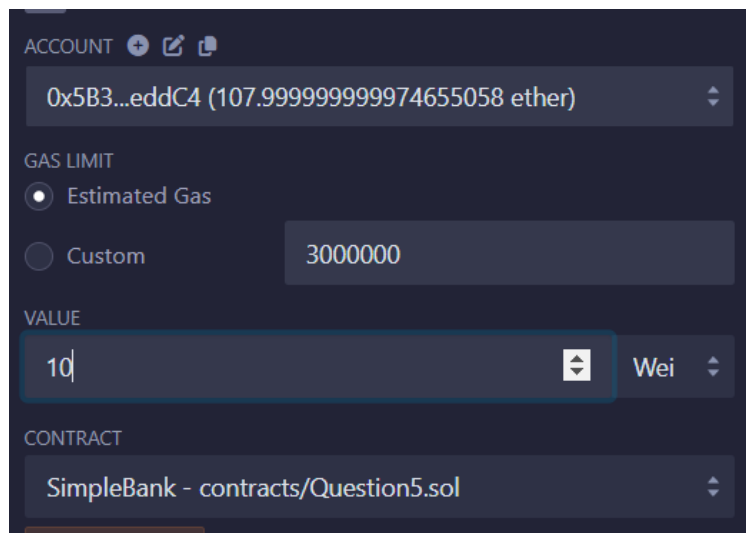 ACCOUNT
0x5B3...eddC4 (107.999999999974655058 ether)
GAS LIMIT
Estimated Gas
Custom 3000000
VALUE
10 Wei
CONTRACT
SimpleBank - contracts/Question5.sol